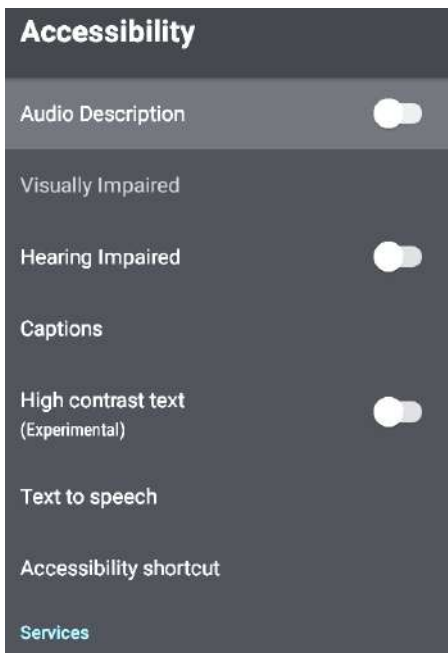 Accessibility
Audio Description
Visually Impaired
Hearing Impaired
Captions
High contrast text
(Experimental)
Text to speech
Accessibility shortcut
Services